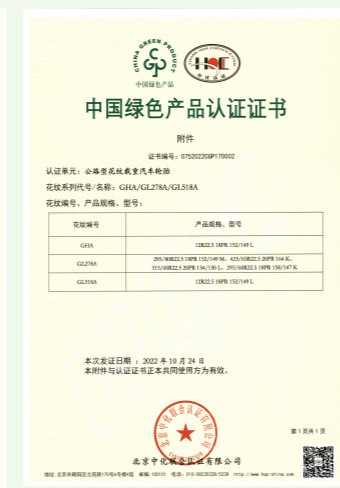 CHINA GREEN PRODUCT
中国绿色产品
中国绿色产品认证证书
附件
证书编号：07520220GP170002
认证单元：公路型花纹载重汽车轮胎
花纹系列代号/名称：GHA/GL278A/GL518A
花纹编号、产品规格、型号：
花纹编号 产品规格、型号
GHA 12R22.5 18PR 152/149 L
GL278A 295/80R22.5 18PR 152/149 M、425/65R22.5 20PR 164 K、
315/60R22.5 20PR 154/150 L、295/60R22.5 18PR 150/147 K
GL518A 12R22.5 18PR 152/149 L
本次发证日期：2022 年 10 月 24 日
本附件与认证证书正本共同使用方为有效。
第 1 页共 1 页
北京中化联合认证有限公司